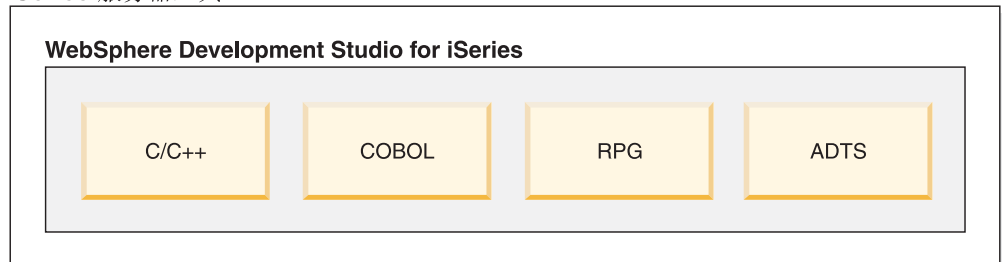 WebSphere Development Studio for iSeries
C/C++
COBOL
RPG
ADTS